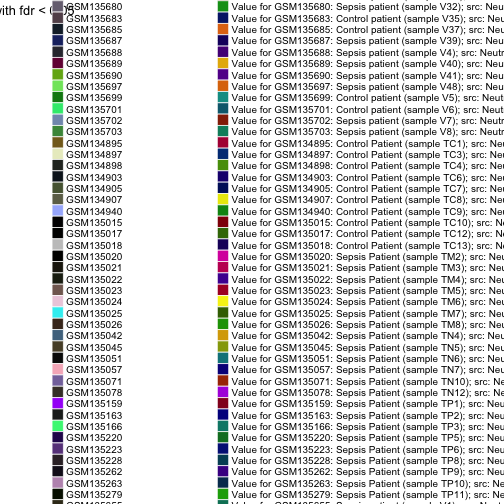 with fdr < 0.05
GSM135680 Value for GSM135680: Sepsis patient (sample V32); src: Neu
GSM135683 Value for GSM135683: Control patient (sample V35); src: Neu
GSM135685 Value for GSM135685: Control patient (sample V37); src: Neu
GSM135687 Value for GSM135687: Sepsis patient (sample V39); src: Neu
GSM135688 Value for GSM135688: Sepsis patient (sample V4); src: Neutr
GSM135689 Value for GSM135689: Sepsis patient (sample V40); src: Neu
GSM135690 Value for GSM135690: Sepsis patient (sample V41); src: Neu
GSM135697 Value for GSM135697: Sepsis patient (sample V48); src: Neu
GSM135699 Value for GSM135699: Control patient (sample V5); src: Neut
GSM135701 Value for GSM135701: Control patient (sample V6); src: Neut
GSM135702 Value for GSM135702: Sepsis patient (sample V7); src: Neutr
GSM135703 Value for GSM135703: Sepsis patient (sample V8); src: Neutr
GSM134895 Value for GSM134895: Control Patient (sample TC1); src: Ne
GSM134897 Value for GSM134897: Control Patient (sample TC3); src: Ne
GSM134898 Value for GSM134898: Control Patient (sample TC4); src: Ne
GSM134903 Value for GSM134903: Control Patient (sample TC6); src: Ne
GSM134905 Value for GSM134905: Control Patient (sample TC7); src: Ne
GSM134907 Value for GSM134907: Control Patient (sample TC8); src: Ne
GSM134940 Value for GSM134940: Control Patient (sample TC9); src: Ne
GSM135015 Value for GSM135015: Control Patient (sample TC10); src: N
GSM135017 Value for GSM135017: Control Patient (sample TC12); src: N
GSM135018 Value for GSM135018: Control Patient (sample TC13); src: N
GSM135020 Value for GSM135020: Sepsis Patient (sample TM2); src: Neu
GSM135021 Value for GSM135021: Sepsis Patient (sample TM3); src: Neu
GSM135022 Value for GSM135022: Sepsis Patient (sample TM4); src: Neu
GSM135023 Value for GSM135023: Sepsis Patient (sample TM5); src: Neu
GSM135024 Value for GSM135024: Sepsis Patient (sample TM6); src: Neu
GSM135025 Value for GSM135025: Sepsis Patient (sample TM7); src: Neu
GSM135026 Value for GSM135026: Sepsis Patient (sample TM8); src: Neu
GSM135042 Value for GSM135042: Sepsis Patient (sample TN4); src: Neu
GSM135045 Value for GSM135045: Sepsis Patient (sample TN5); src: Neu
GSM135051 Value for GSM135051: Sepsis Patient (sample TN6); src: Neu
GSM135057 Value for GSM135057: Sepsis Patient (sample TN7); src: Neu
GSM135071 Value for GSM135071: Sepsis Patient (sample TN10); src: Ne
GSM135078 Value for GSM135078: Sepsis Patient (sample TN12); src: Ne
GSM135159 Value for GSM135159: Sepsis Patient (sample TP1); src: Neu
GSM135163 Value for GSM135163: Sepsis Patient (sample TP2); src: Neu
GSM135166 Value for GSM135166: Sepsis Patient (sample TP3); src: Neu
GSM135220 Value for GSM135220: Sepsis Patient (sample TP5); src: Neu
GSM135223 Value for GSM135223: Sepsis Patient (sample TP6); src: Neu
GSM135228 Value for GSM135228: Sepsis Patient (sample TP8); src: Neu
GSM135262 Value for GSM135262: Sepsis Patient (sample TP9); src: Neu
GSM135263 Value for GSM135263: Sepsis Patient (sample TP10); src: Ne
GSM135279 Value for GSM135279: Sepsis Patient (sample TP11); src: Ne